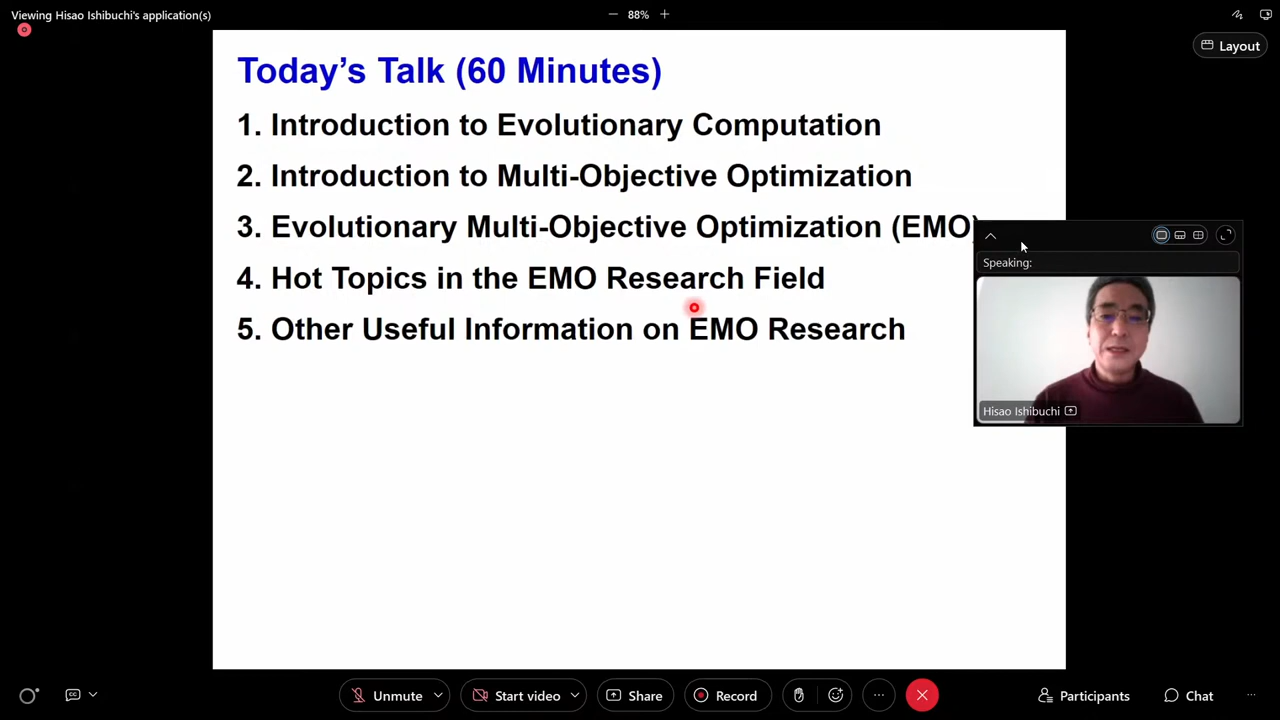 Viewing Hisao Ishibuchi's application(s)
88%
Layout
Today's Talk (60 Minutes)
1. Introduction to Evolutionary Computation
2. Introduction to Multi-Objective Optimization
3. Evolutionary Multi-Objective Optimization (EMO)
4. Hot Topics in the EMO Research Field
5. Other Useful Information on EMO Research
Speaking:
Hisao Ishibuchi
CC
Unmute
Start video
Share
Record
Participants
Chat